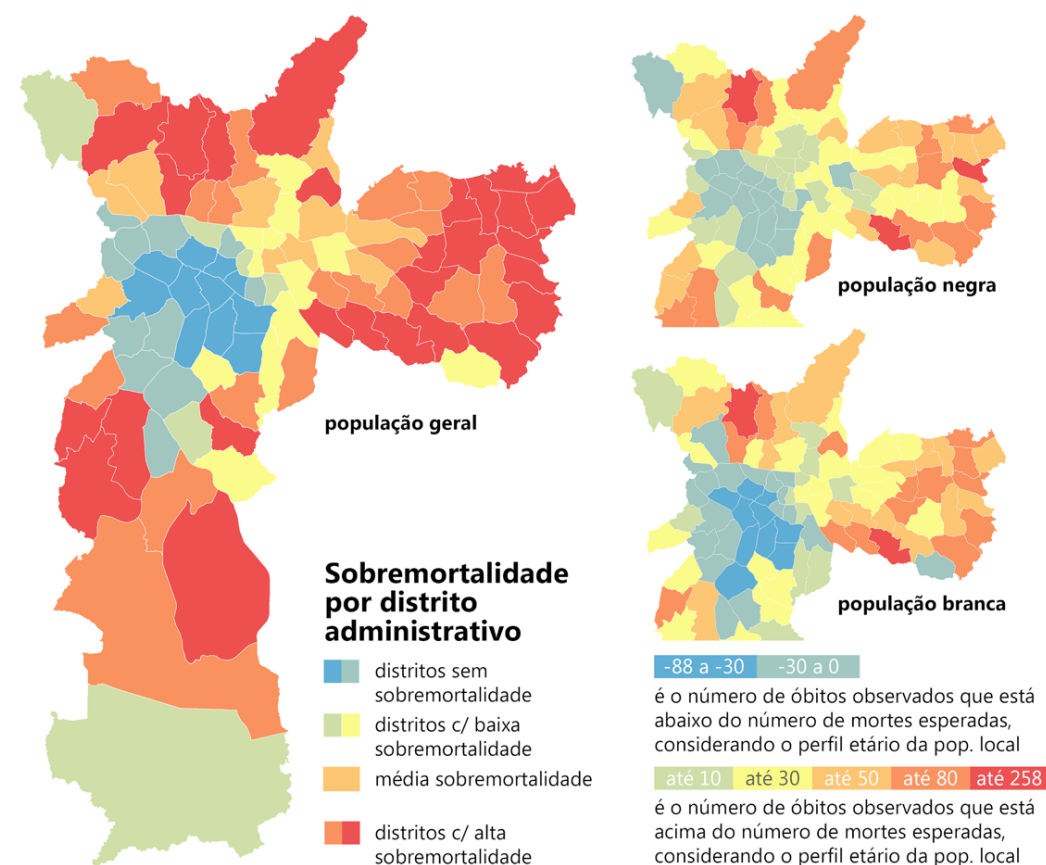 população geral
Sobremortalidade
por distrito
administrativo
distritos sem
sobremortalidade
distritos c/ baixa
sobremortalidade
média sobremortalidade
distritos c/ alta
sobremortalidade
população negra
população branca
-88 a -30 -30 a 0
é o número de óbitos observados que está
abaixo do número de mortes esperadas,
considerando o perfil etário da pop. local
até 10 até 30 até 50 até 80 até 258
é o número de óbitos observados que está
acima do número de mortes esperadas,
considerando o perfil etário da pop. local